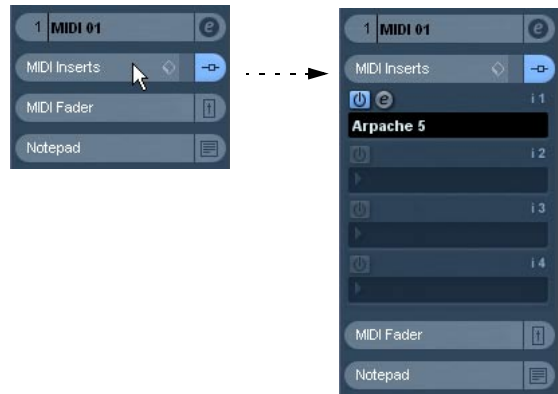 1 MIDI 01 e
MIDI Inserts
MIDI Fader
Notepad
1 MIDI 01 e
MIDI Inserts
e i 1
Arpache 5
i 2
i 3
i 4
MIDI Fader
Notepad